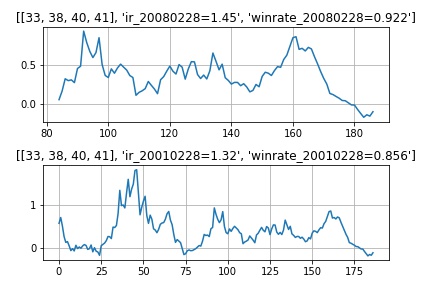 [[33, 38, 40, 41], 'ir_20080228=1.45', 'winrate_20080228=0.922']
0.5
0.0
80 100 120 140 160 180
[[33, 38, 40, 41], 'ir_20010228=1.32', 'winrate_20010228=0.856']
1
0
0 25 50 75 100 125 150 175